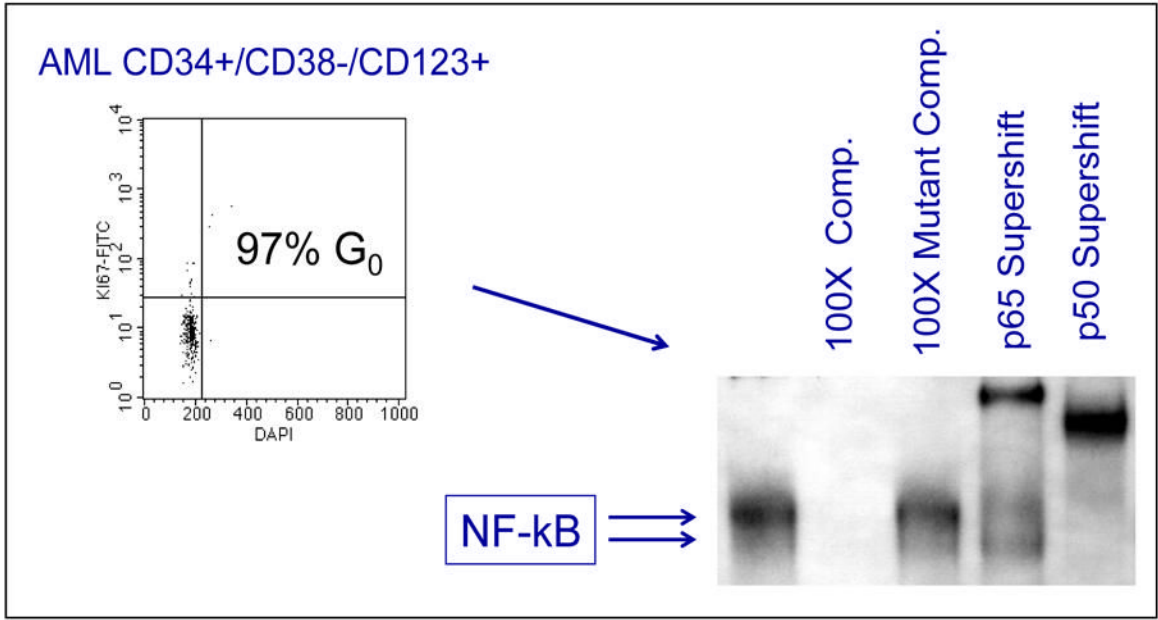 AML CD34+/CD38-/CD123+
10^4
10^3
10^2
10^1
10^0
KI67-FITC
97% G₀
0 200 400 600 800 1000
DAPI
100X Comp.
100X Mutant Comp.
p65 Supershift
p50 Supershift
NF-kB